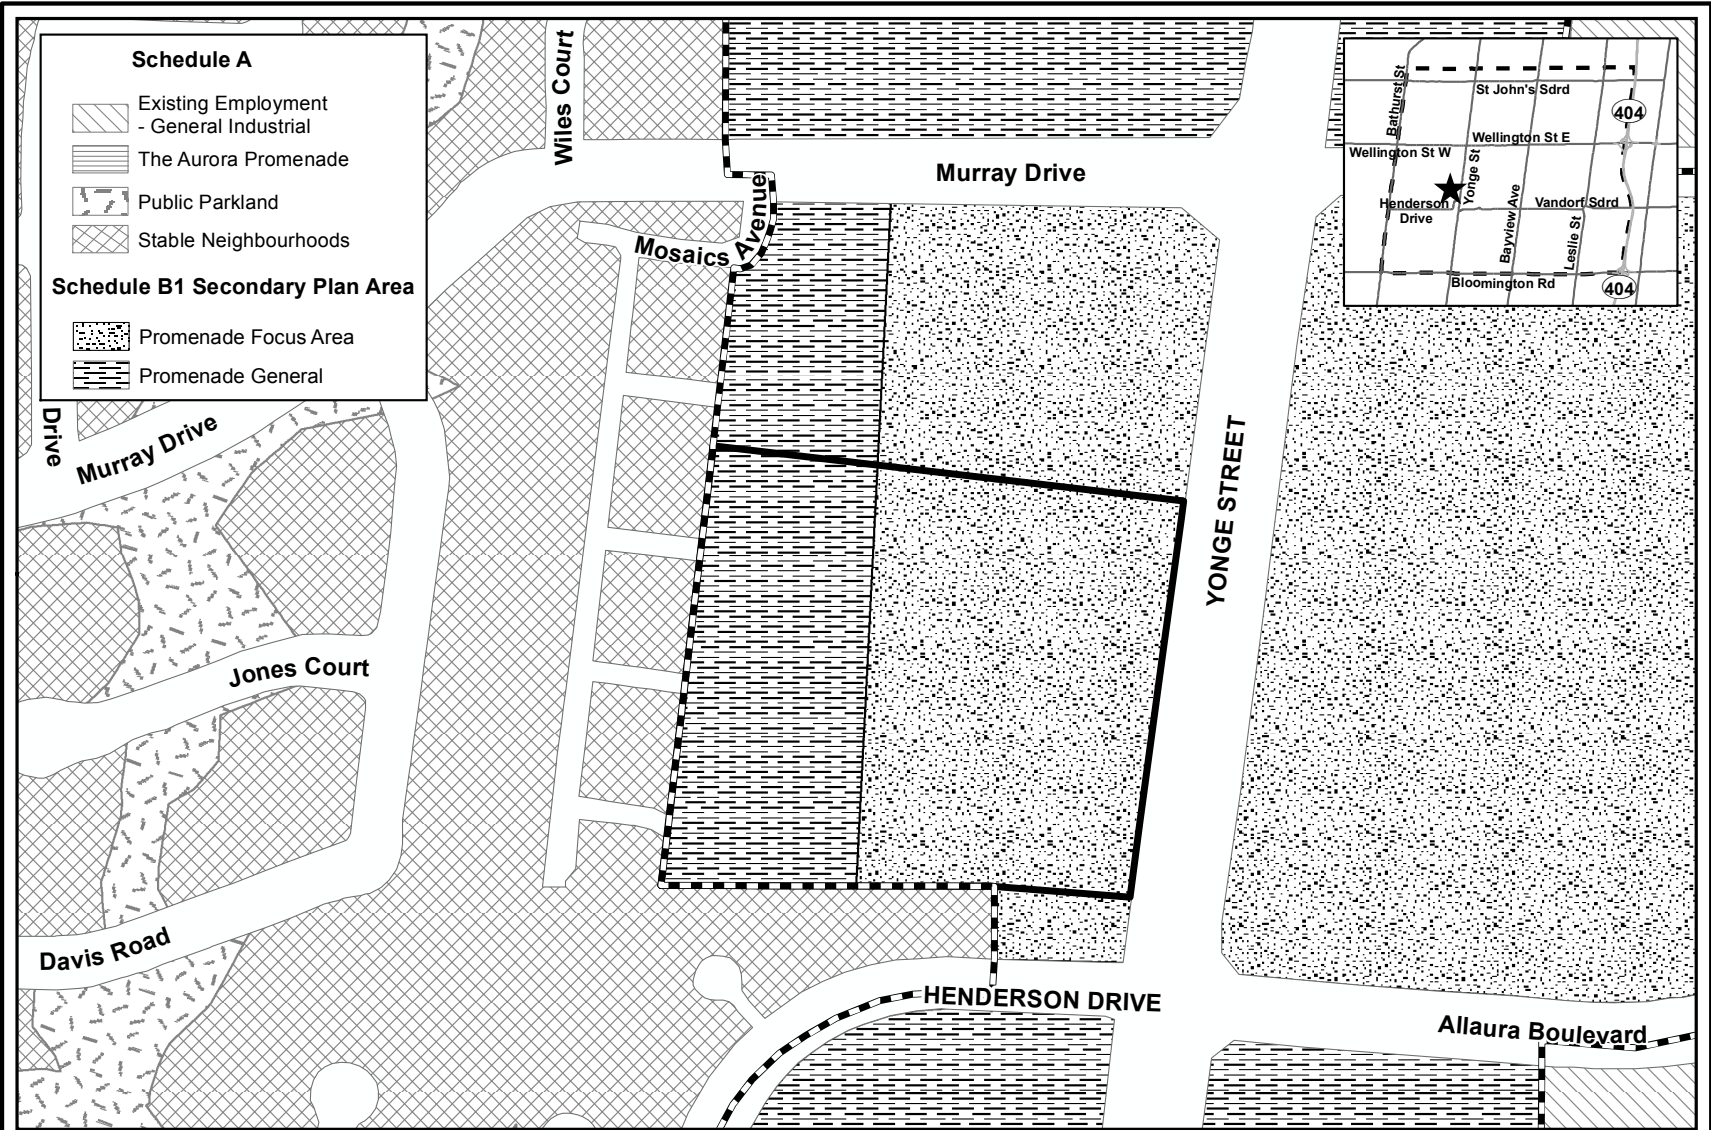 Schedule A
Existing Employment
- General Industrial
The Aurora Promenade
Public Parkland
Stable Neighbourhoods
Schedule B1 Secondary Plan Area
Promenade Focus Area
Promenade General
Wiles Court
Murray Drive
Mosaics Avenue
Drive
Murray Drive
YONGE STREET
Jones Court
Davis Road
HENDERSON DRIVE
Allaura Boulevard
Bathurst St
St John's Sdrd
404
Wellington St E
Wellington St W
Yonge St
Henderson
Drive
Bayview Ave
Vandorf Sdrd
Leslie St
Bloomington Rd
404